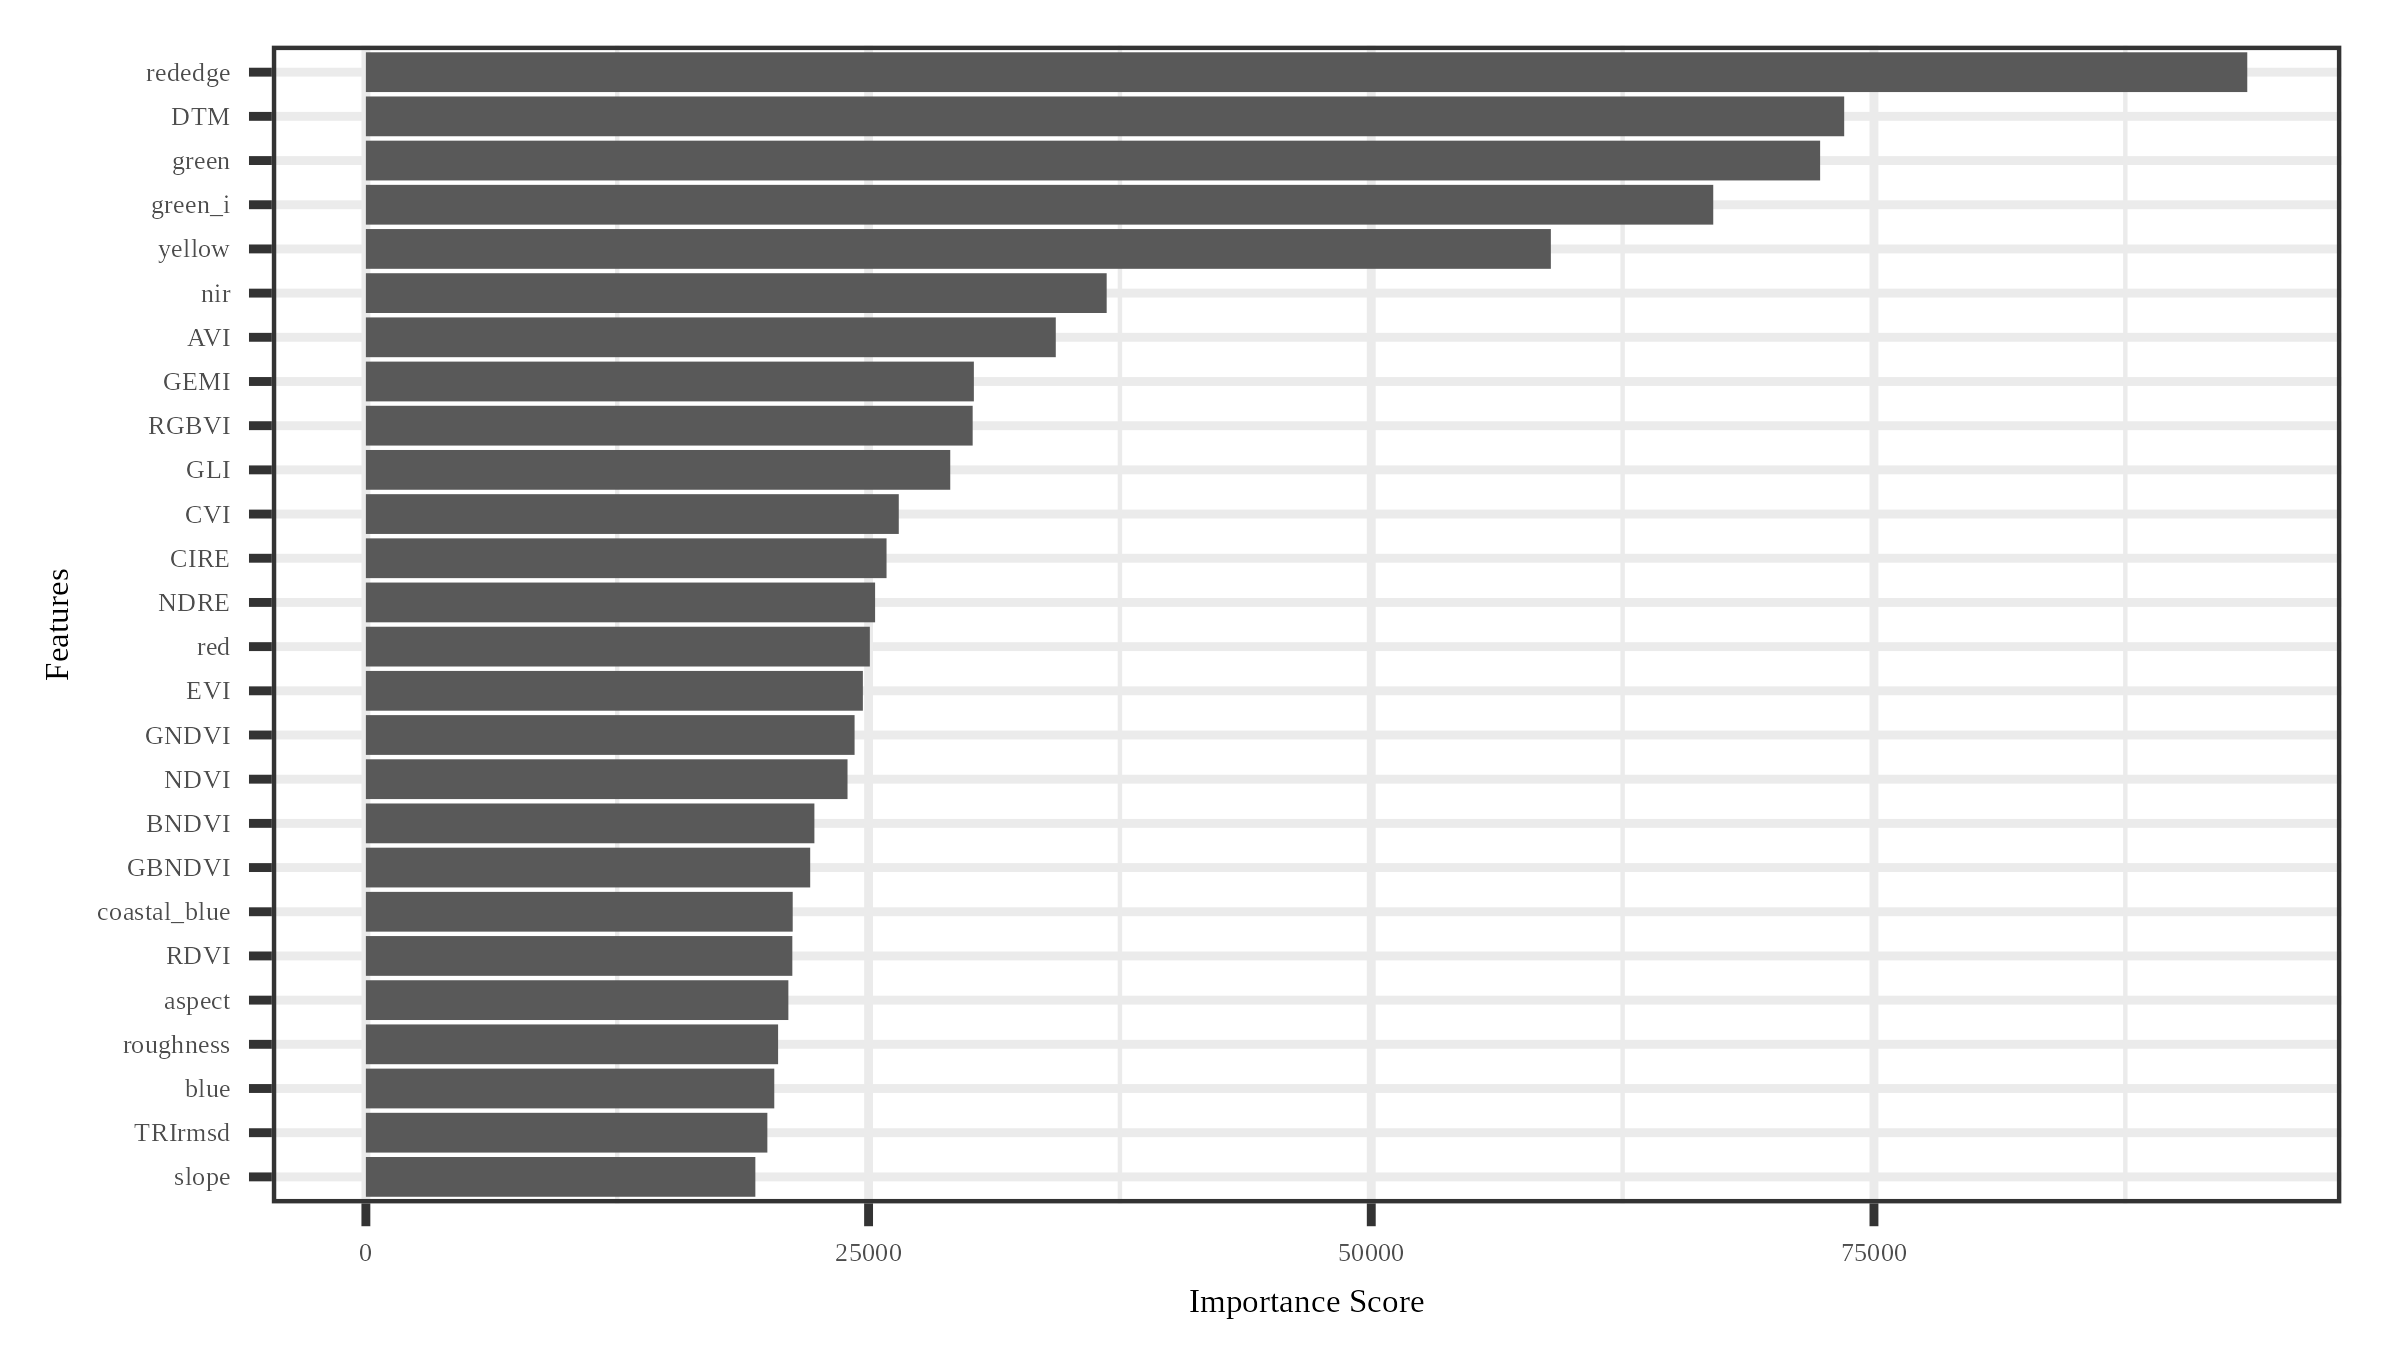 rededge
DTM
green
green_i
yellow
nir
AVI
GEMI
RGBVI
GLI
CVI
CIRE
NDRE
red
EVI
GNDVI
NDVI
BNDVI
GBNDVI
coastal_blue
RDVI
aspect
roughness
blue
TRIrmsd
slope
Features
0 25000 50000 75000
Importance Score